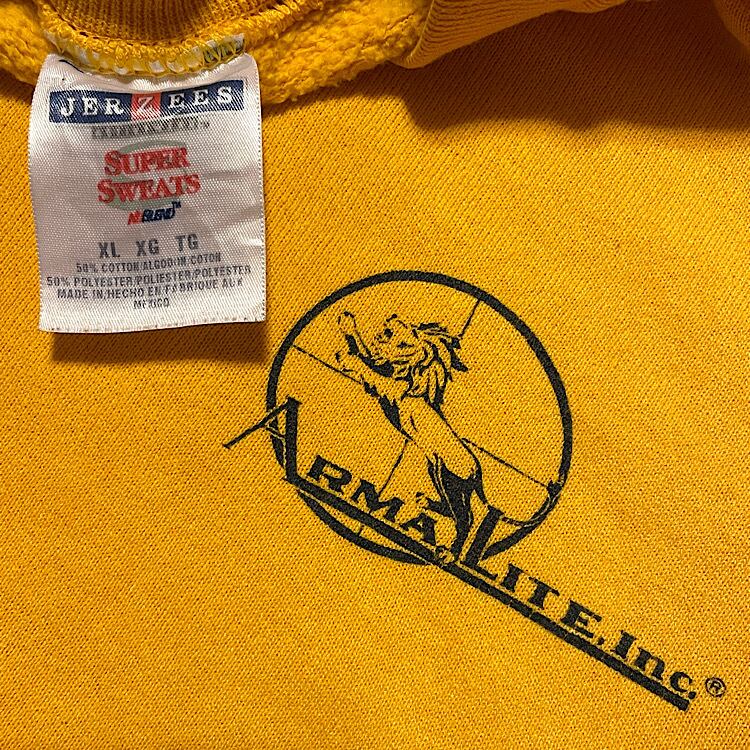 JERZEES
SUPER
SWEATS
NuBLEND™
XL XG TG
50% COTTON/ALGODON/COTON
50% POLYESTER/POLIESTER/POLYESTER
MADE IN/HECHO EN/FABRIQUE AUX
MEXICO
ARMALITE, Inc.®